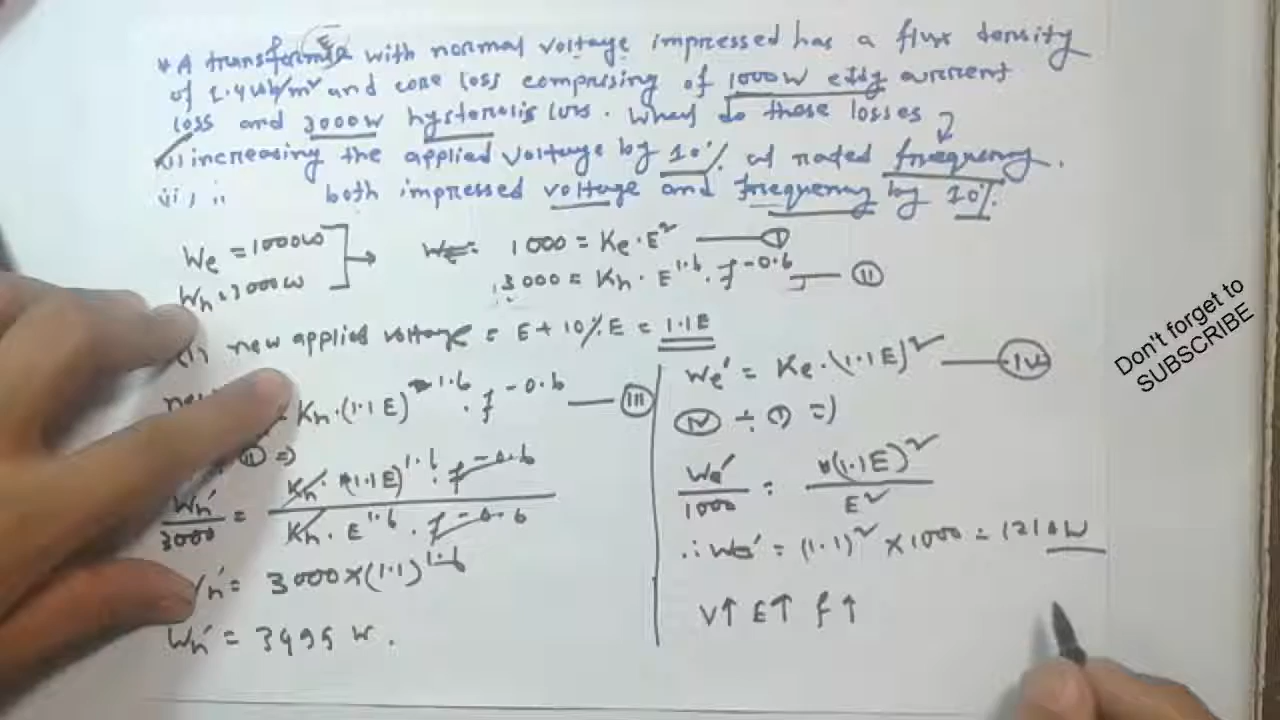 * A transformer with normal voltage impressed has a flux density
of 1.4wb/m² and core loss comprising of 1000W eddy current
loss and 3000W hysterolis loss. What do these losses
(i) increasing the applied voltage by 10% at rated frequency.
ii, ,, both impressed voltage and frequency by 10%.
We = 1000W
1000 = Ke.E² — (I)
Wh = 3000W
3000 = Kh. E^1.6. f^-0.6 — (II)
(i) new applied voltage = E + 10% E = 1.1E
Kh.(1.1E)^1.6 . f^-0.6 — (III)
(II) =)
Wh'/3000 = Kh. (1.1E)^1.6 . f^-0.6 / Kh. E^1.6 . f^-0.6
Wh' = 3000×(1.1)^1.6
Wh' = 3495 W.
We' = Ke.(1.1E)² — (IV)
(IV) ÷ (I) =)
We'/1000 = (1.1E)²/E²
∴ We' = (1.1)² × 1000 = 1210W
V↑ E↑ f↑
Don't forget to
SUBSCRIBE